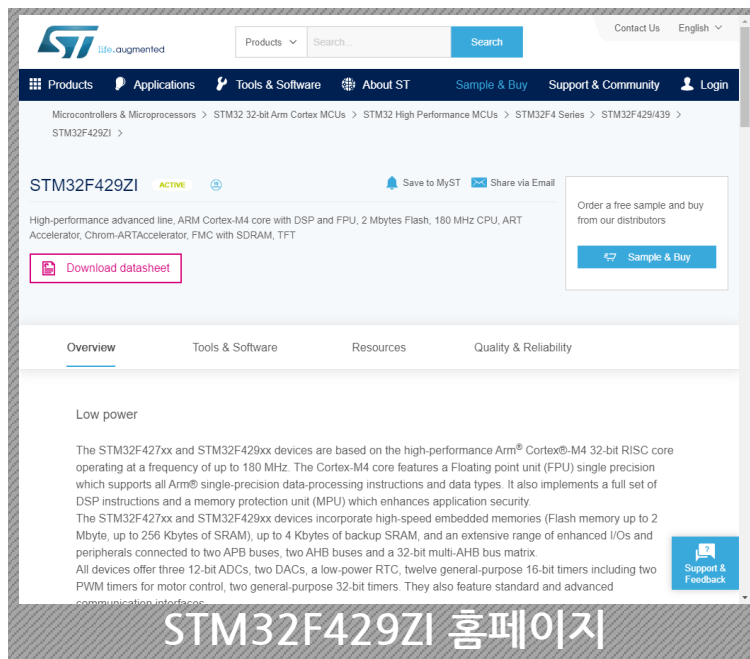 ST life.augmented
Products Search... Search
Contact Us English
Products Applications Tools & Software About ST Sample & Buy Support & Community Login
Microcontrollers & Microprocessors > STM32 32-bit Arm Cortex MCUs > STM32 High Performance MCUs > STM32F4 Series > STM32F429/439 >
STM32F429ZI >
STM32F429ZI ACTIVE Save to MyST Share via Email
High-performance advanced line, ARM Cortex-M4 core with DSP and FPU, 2 Mbytes Flash, 180 MHz CPU, ART
Accelerator, Chrom-ARTAccelerator, FMC with SDRAM, TFT
Download datasheet
Order a free sample and buy
from our distributors
Sample & Buy
Overview Tools & Software Resources Quality & Reliability
Low power
The STM32F427xx and STM32F429xx devices are based on the high-performance Arm® Cortex®-M4 32-bit RISC core
operating at a frequency of up to 180 MHz. The Cortex-M4 core features a Floating point unit (FPU) single precision
which supports all Arm® single-precision data-processing instructions and data types. It also implements a full set of
DSP instructions and a memory protection unit (MPU) which enhances application security.
The STM32F427xx and STM32F429xx devices incorporate high-speed embedded memories (Flash memory up to 2
Mbyte, up to 256 Kbytes of SRAM), up to 4 Kbytes of backup SRAM, and an extensive range of enhanced I/Os and
peripherals connected to two APB buses, two AHB buses and a 32-bit multi-AHB bus matrix.
All devices offer three 12-bit ADCs, two DACs, a low-power RTC, twelve general-purpose 16-bit timers including two
PWM timers for motor control, two general-purpose 32-bit timers. They also feature standard and advanced
communication interfaces.
Support &
Feedback
STM32F429ZI 홈페이지